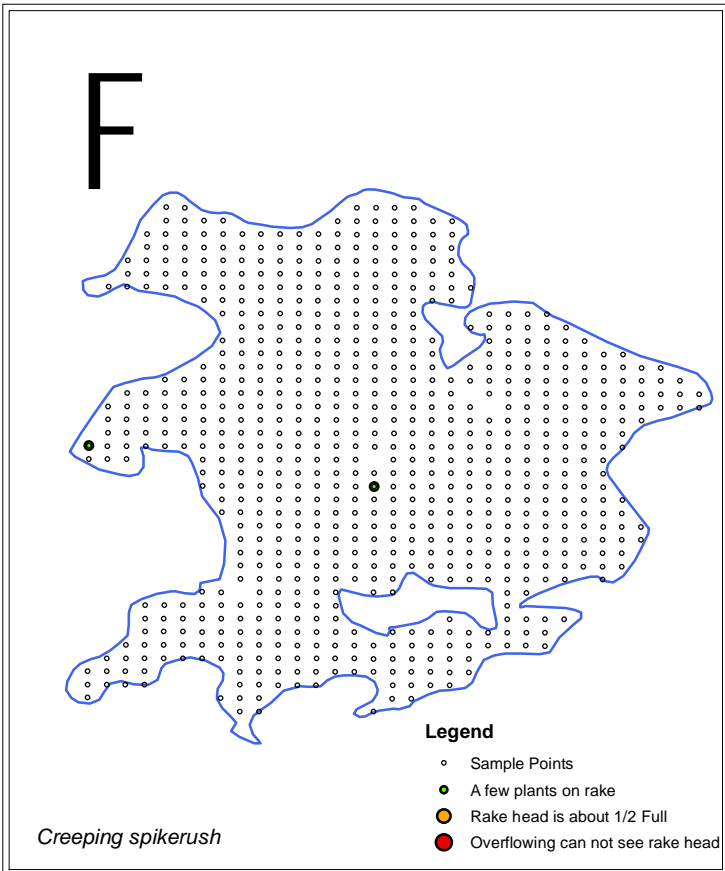 F
Legend
Sample Points
A few plants on rake
Rake head is about 1/2 Full
Overflowing can not see rake head
Creeping spikerush